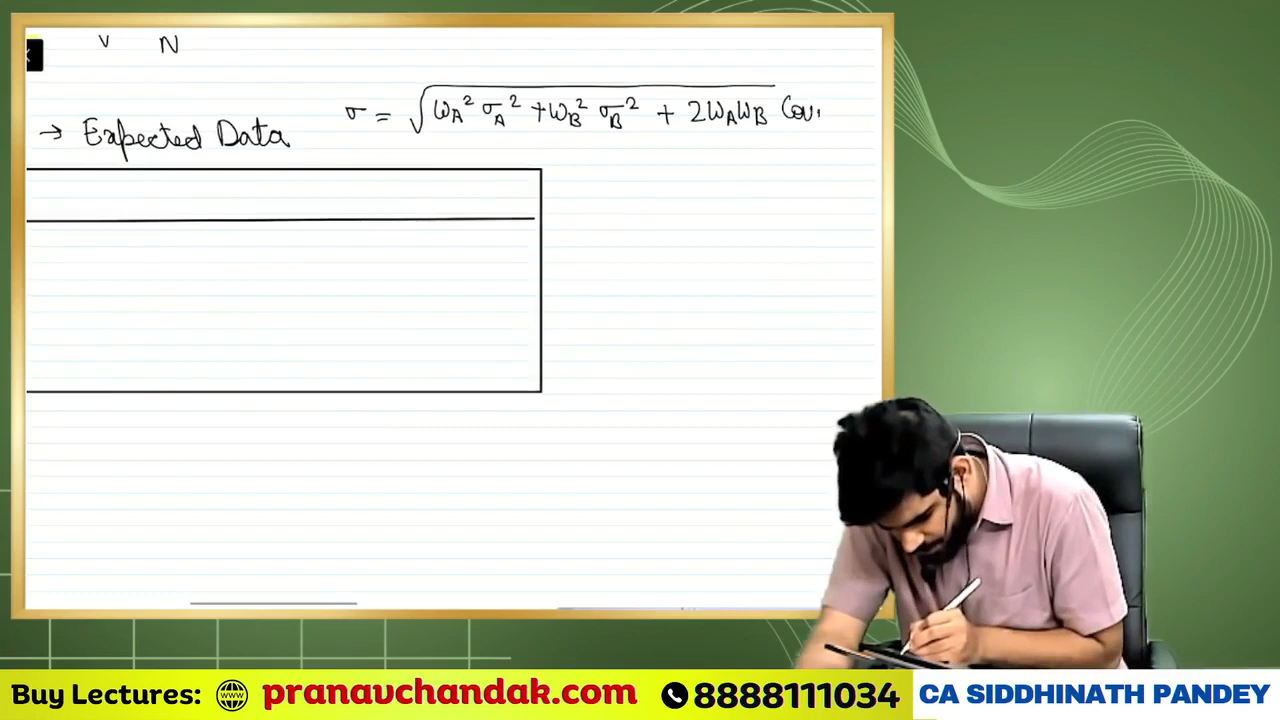 V N
σ = √ω_A² σ_A² + ω_B² σ_B² + 2ω_Aω_B Cov
→ Expected Data
Buy Lectures: pranavchandak.com 8888111034 CA SIDDHINATH PANDEY